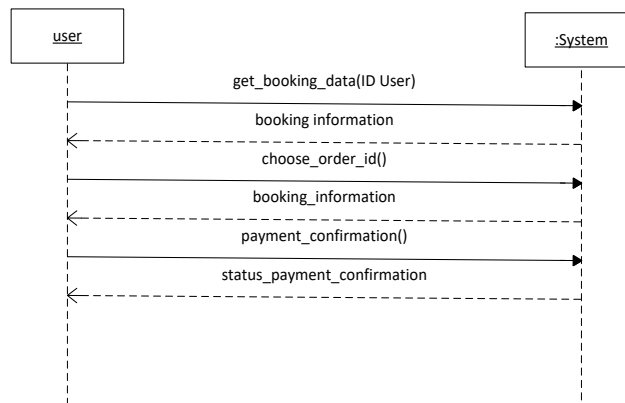 user
:System
get_booking_data(ID User)
booking information
choose_order_id()
booking_information
payment_confirmation()
status_payment_confirmation